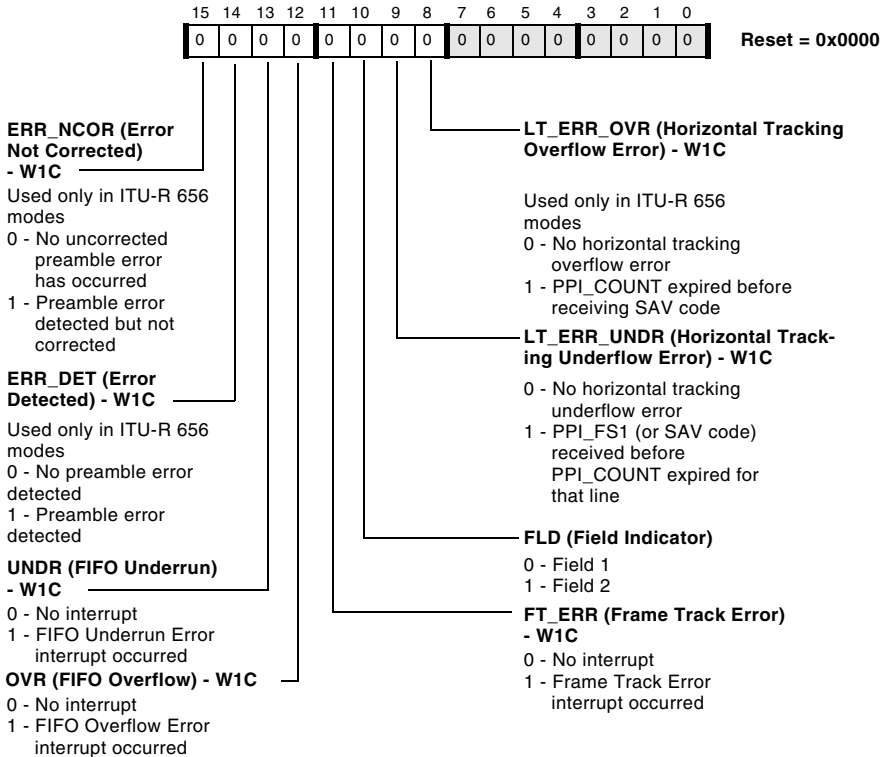 15 14 13 12 11 10 9 8 7 6 5 4 3 2 1 0
0 0 0 0 0 0 0 0 0 0 0 0 0 0 0 0 Reset = 0x0000
ERR_NCOR (Error
Not Corrected)
- W1C
Used only in ITU-R 656
modes
0 - No uncorrected
preamble error
has occurred
1 - Preamble error
detected but not
corrected
ERR_DET (Error
Detected) - W1C
Used only in ITU-R 656
modes
0 - No preamble error
detected
1 - Preamble error
detected
UNDR (FIFO Underrun)
- W1C
0 - No interrupt
1 - FIFO Underrun Error
interrupt occurred
OVR (FIFO Overflow) - W1C
0 - No interrupt
1 - FIFO Overflow Error
interrupt occurred
LT_ERR_OVR (Horizontal Tracking
Overflow Error) - W1C
Used only in ITU-R 656
modes
0 - No horizontal tracking
overflow error
1 - PPI_COUNT expired before
receiving SAV code
LT_ERR_UNDR (Horizontal Track-
ing Underflow Error) - W1C
0 - No horizontal tracking
underflow error
1 - PPI_FS1 (or SAV code)
received before
PPI_COUNT expired for
that line
FLD (Field Indicator)
0 - Field 1
1 - Field 2
FT_ERR (Frame Track Error)
- W1C
0 - No interrupt
1 - Frame Track Error
interrupt occurred